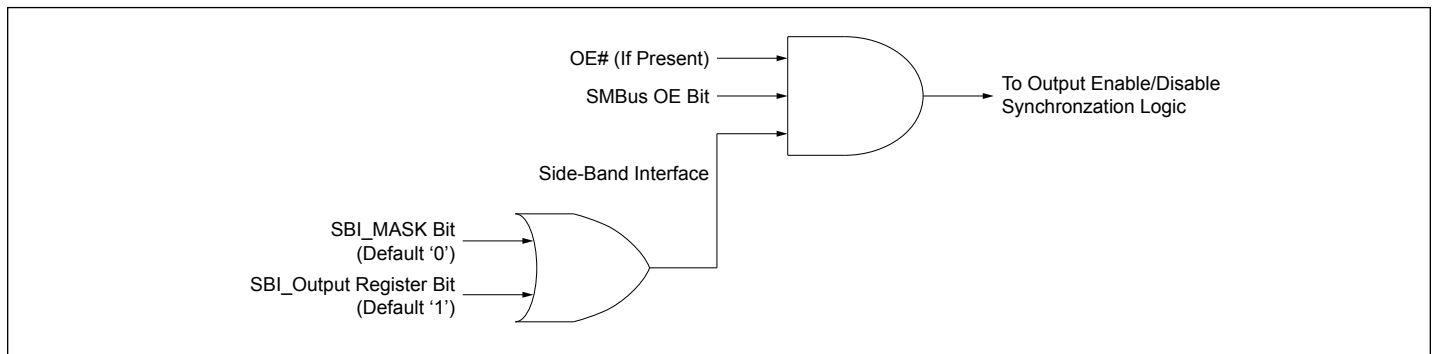 OE# (If Present)
SMBus OE Bit
To Output Enable/Disable
Synchronzation Logic
Side-Band Interface
SBI_MASK Bit
(Default ‘0’)
SBI_Output Register Bit
(Default ‘1’)